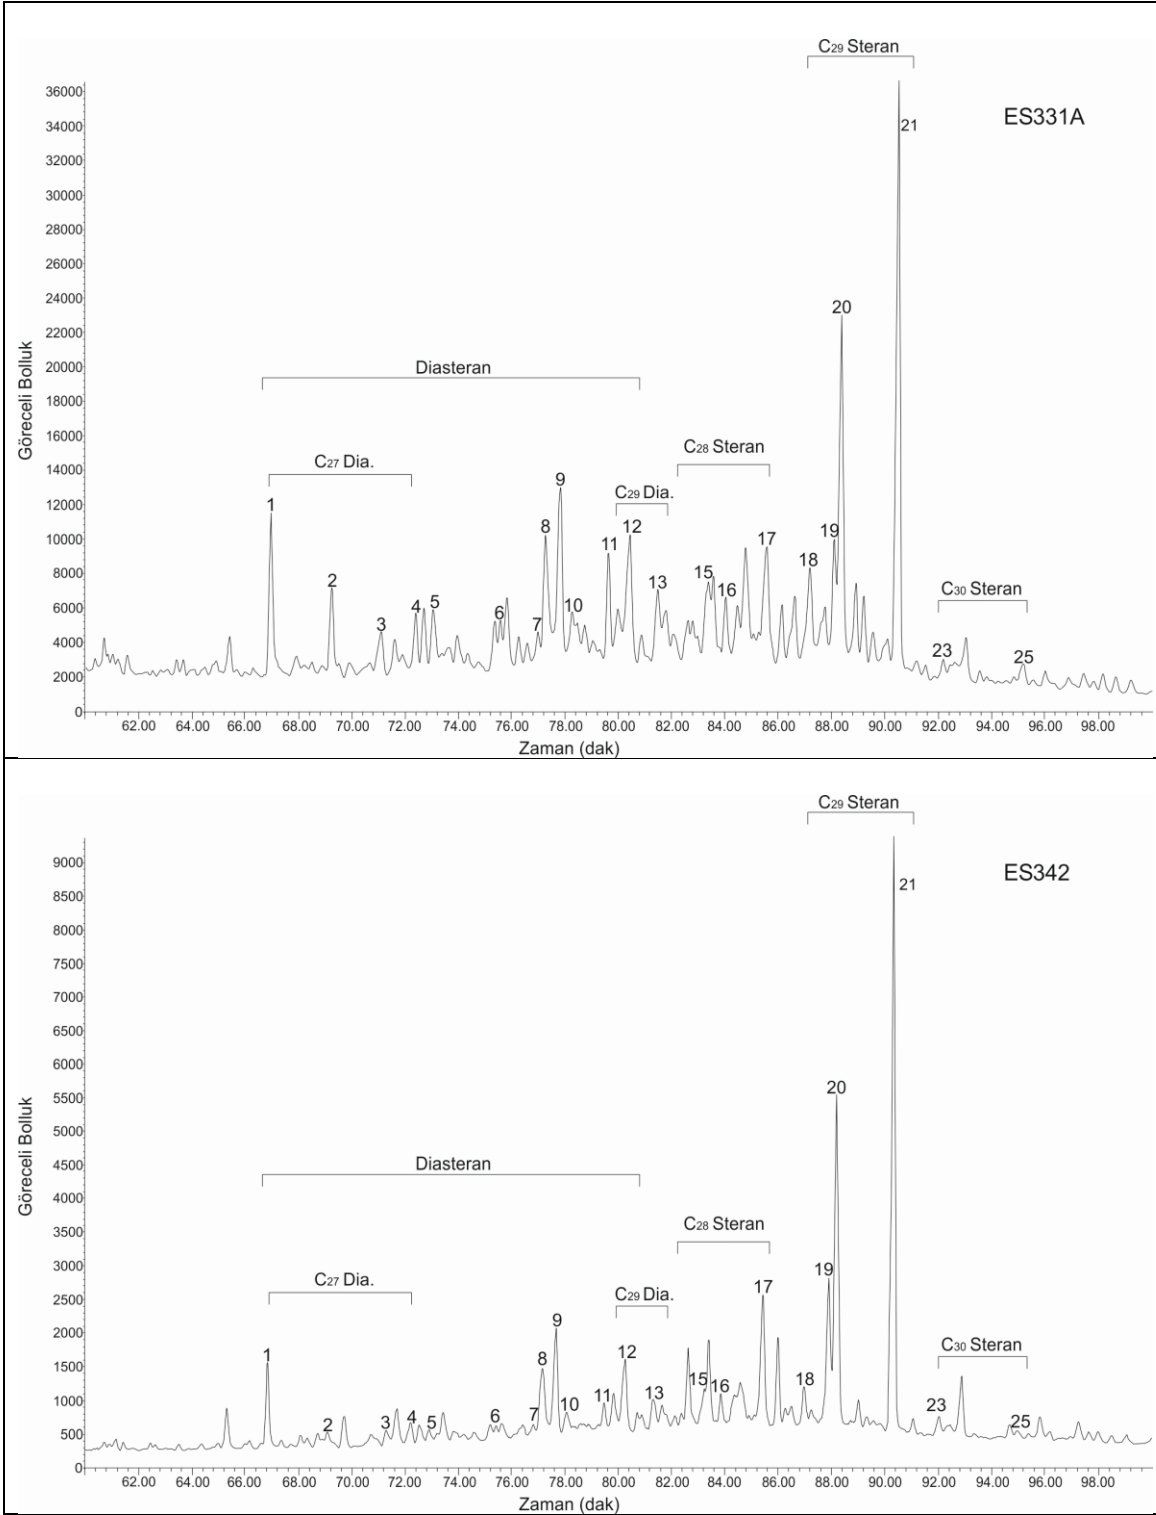 C29 Steran
ES331A
36000
34000
32000
30000
28000
26000
24000
22000
20000
18000
16000
14000
12000
10000
8000
6000
4000
2000
0
Göreceli Bolluk
21
20
Diasteran
C28 Steran
C27 Dia.
C29 Dia.
C30 Steran
1 2 3 4 5 6 7 8 9 10 11 12 13 15 16 17 18 19 23 25
62.00 64.00 66.00 68.00 70.00 72.00 74.00 76.00 78.00 80.00 82.00 84.00 86.00 88.00 90.00 92.00 94.00 96.00 98.00
Zaman (dak)
C29 Steran
ES342
9000
8500
8000
7500
7000
6500
6000
5500
5000
4500
4000
3500
3000
2500
2000
1500
1000
500
0
Göreceli Bolluk
21
20
Diasteran
C28 Steran
C27 Dia.
C29 Dia.
C30 Steran
1 2 3 4 5 6 7 8 9 10 11 12 13 15 16 17 18 19 23 25
62.00 64.00 66.00 68.00 70.00 72.00 74.00 76.00 78.00 80.00 82.00 84.00 86.00 88.00 90.00 92.00 94.00 96.00 98.00
Zaman (dak)